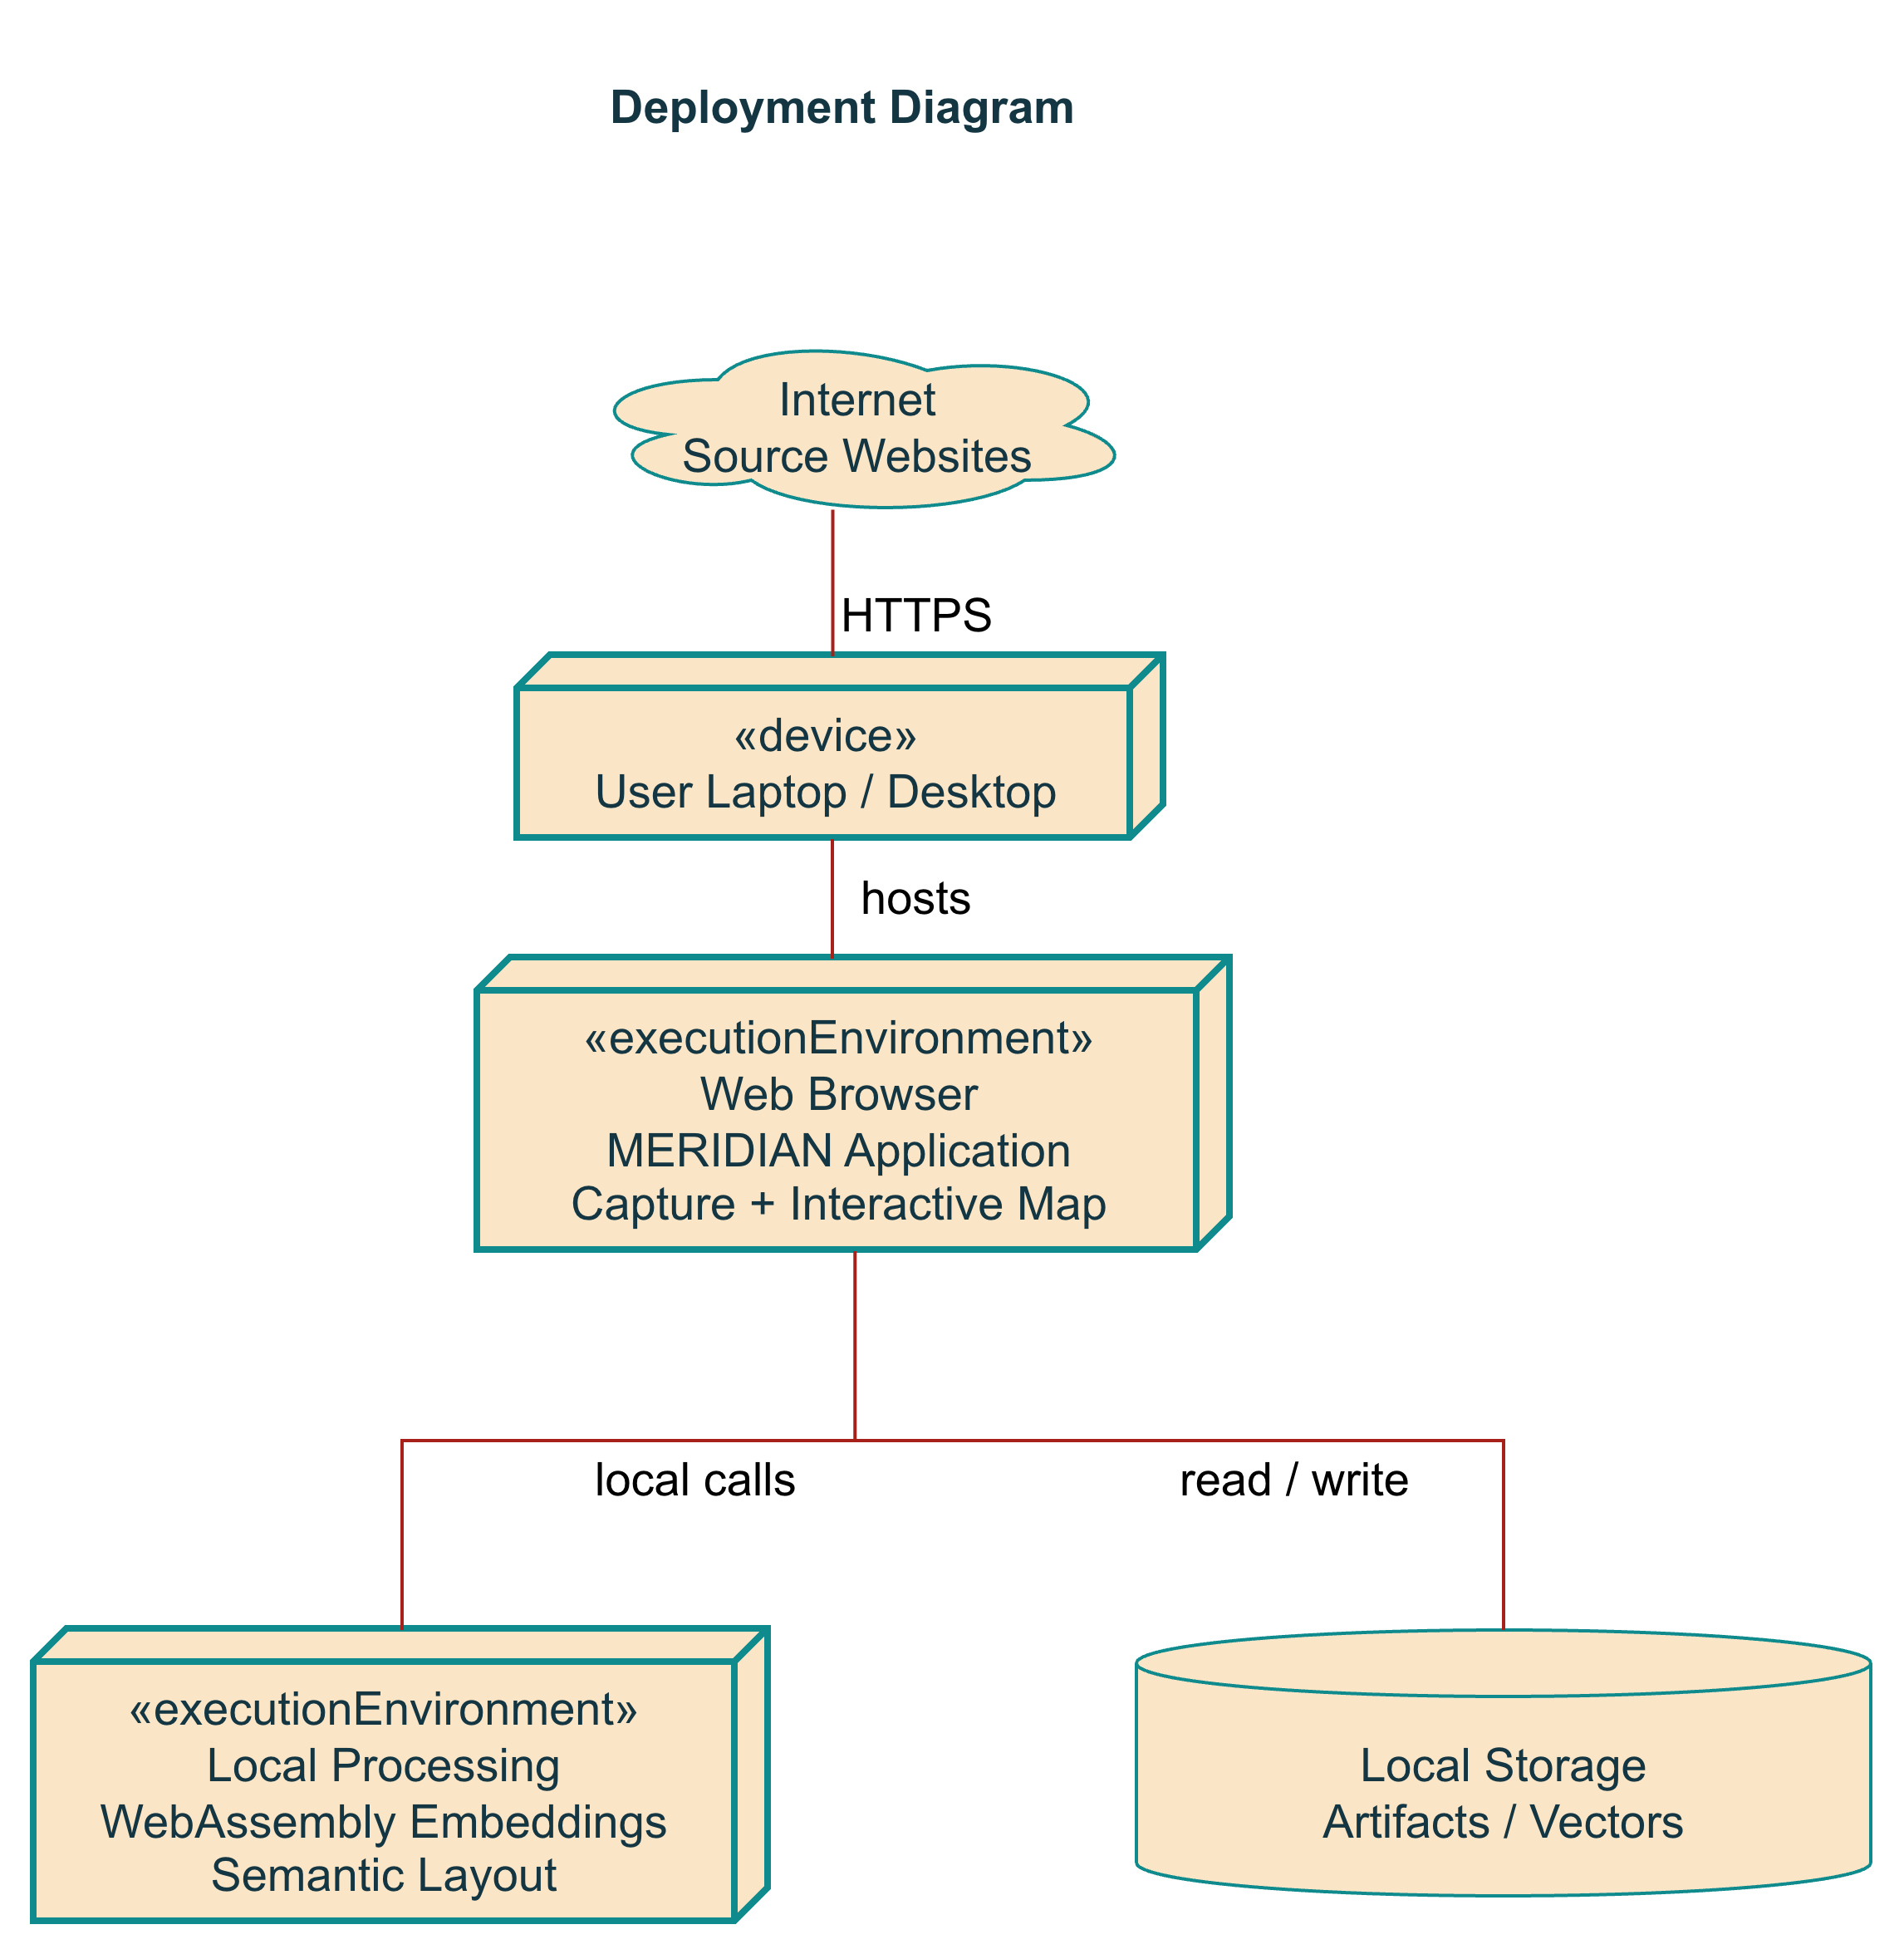 Deployment Diagram
Internet
Source Websites
HTTPS
«device»
User Laptop / Desktop
hosts
«executionEnvironment»
Web Browser
MERIDIAN Application
Capture + Interactive Map
local calls
read / write
«executionEnvironment»
Local Processing
WebAssembly Embeddings
Semantic Layout
Local Storage
Artifacts / Vectors